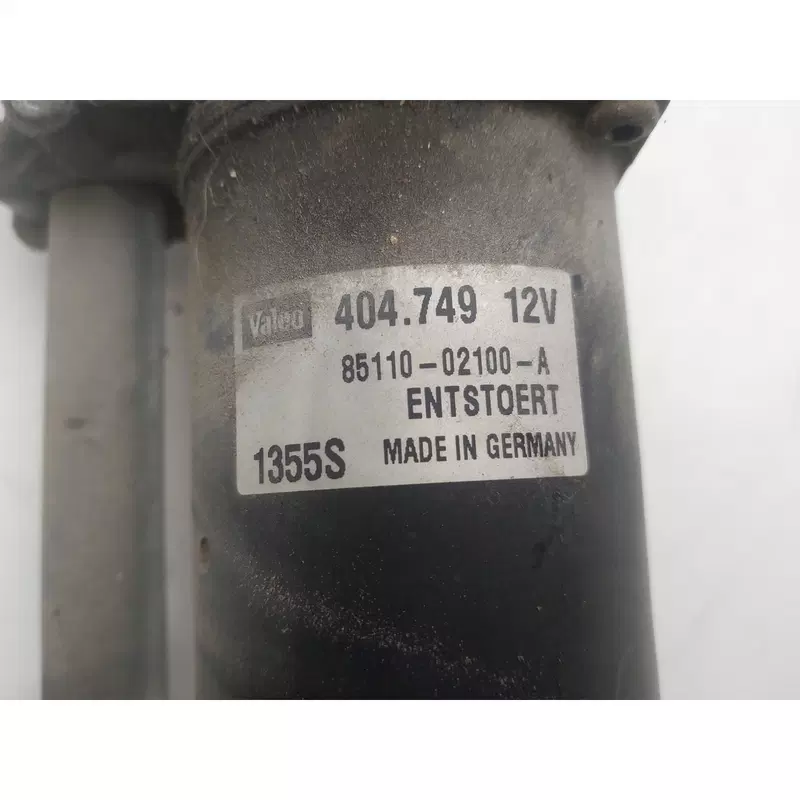 Valeo 404.749 12V
85110-02100-A
ENTSTOERT
1355S MADE IN GERMANY